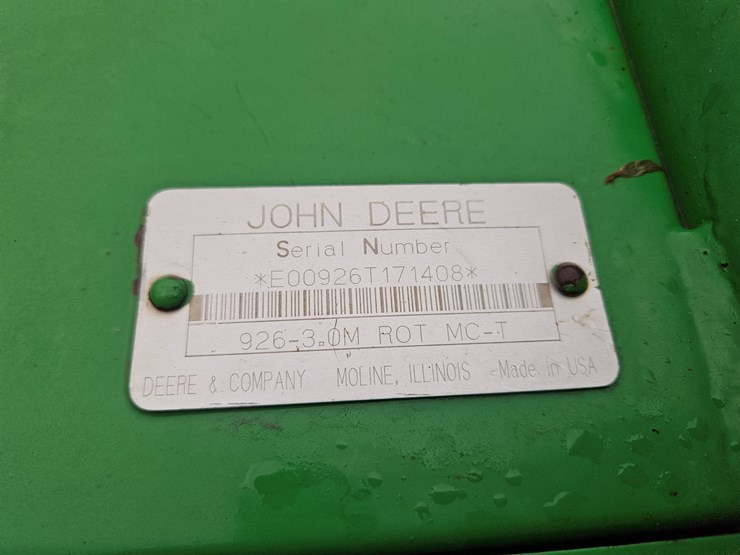 JOHN DEERE
Serial Number
*E00926T171408*
926-3.0M ROT MC-T
DEERE & COMPANY MOLINE, ILLINOIS Made in USA